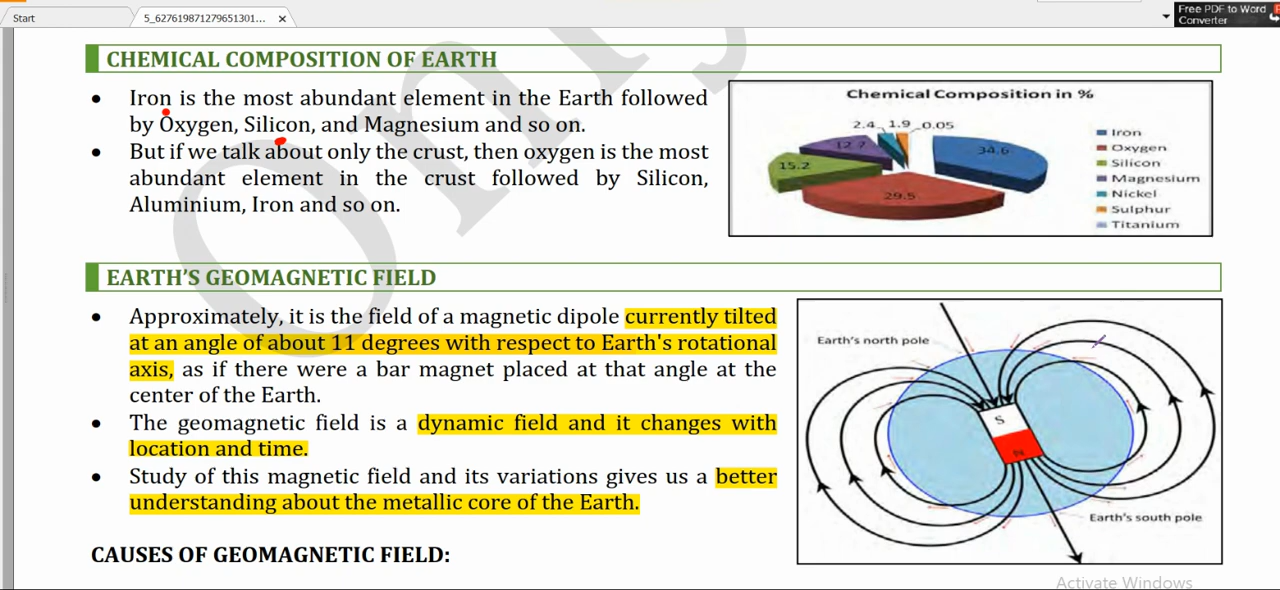 Start
5_627619871279651301...
Free PDF to Word
Converter
CHEMICAL COMPOSITION OF EARTH
• Iron is the most abundant element in the Earth followed
by Oxygen, Silicon, and Magnesium and so on.
• But if we talk about only the crust, then oxygen is the most
abundant element in the crust followed by Silicon,
Aluminium, Iron and so on.
Chemical Composition in %
2.4 1.9 0.05
12.7
34.6
15.2
29.5
Iron
Oxygen
Silicon
Magnesium
Nickel
Sulphur
Titanium
EARTH'S GEOMAGNETIC FIELD
• Approximately, it is the field of a magnetic dipole currently tilted
at an angle of about 11 degrees with respect to Earth's rotational
axis, as if there were a bar magnet placed at that angle at the
center of the Earth.
• The geomagnetic field is a dynamic field and it changes with
location and time.
• Study of this magnetic field and its variations gives us a better
understanding about the metallic core of the Earth.
Earth's north pole
S
N
Earth's south pole
CAUSES OF GEOMAGNETIC FIELD:
Activate Windows